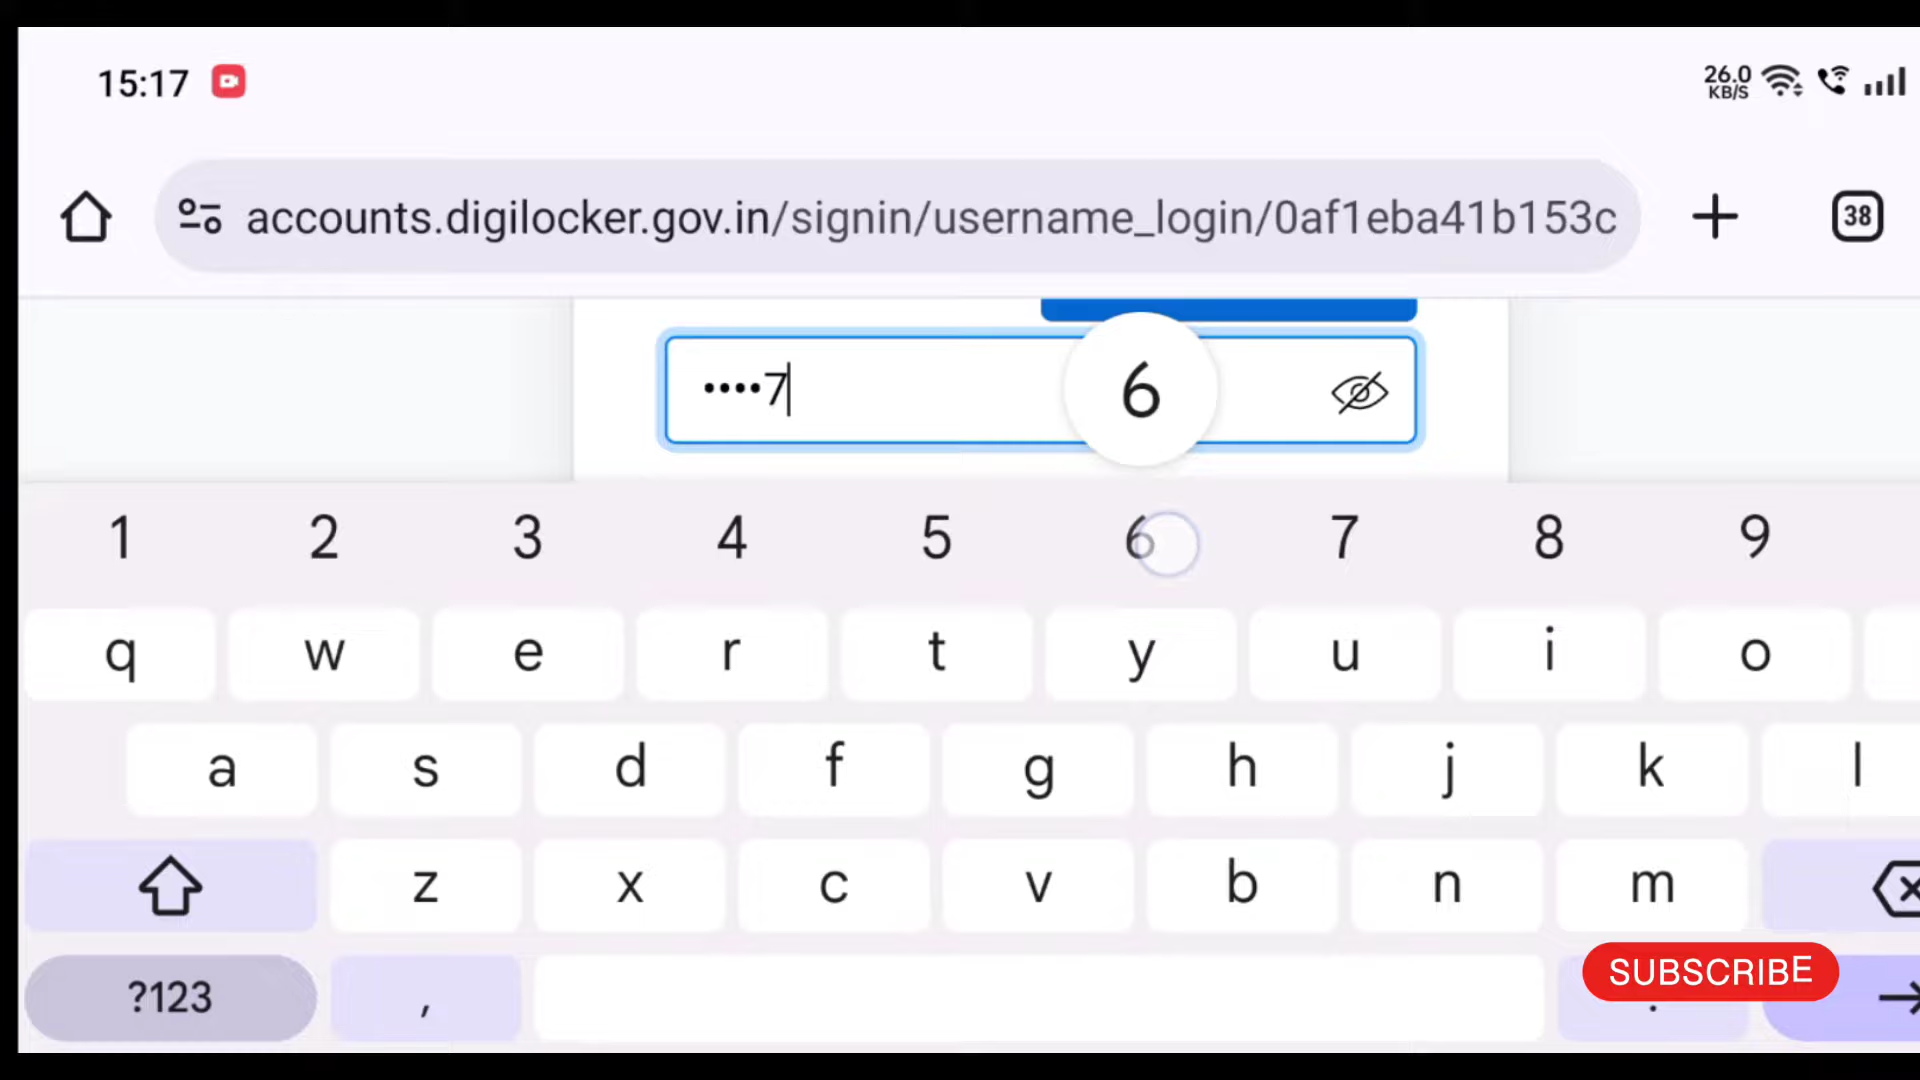 15:17
26.0
KB/S
accounts.digilocker.gov.in/signin/username_login/0af1eba41b153c
38
••••7
6
1 2 3 4 5 6 7 8 9
q w e r t y u i o
a s d f g h j k l
z x c v b n m
?123 , .
SUBSCRIBE